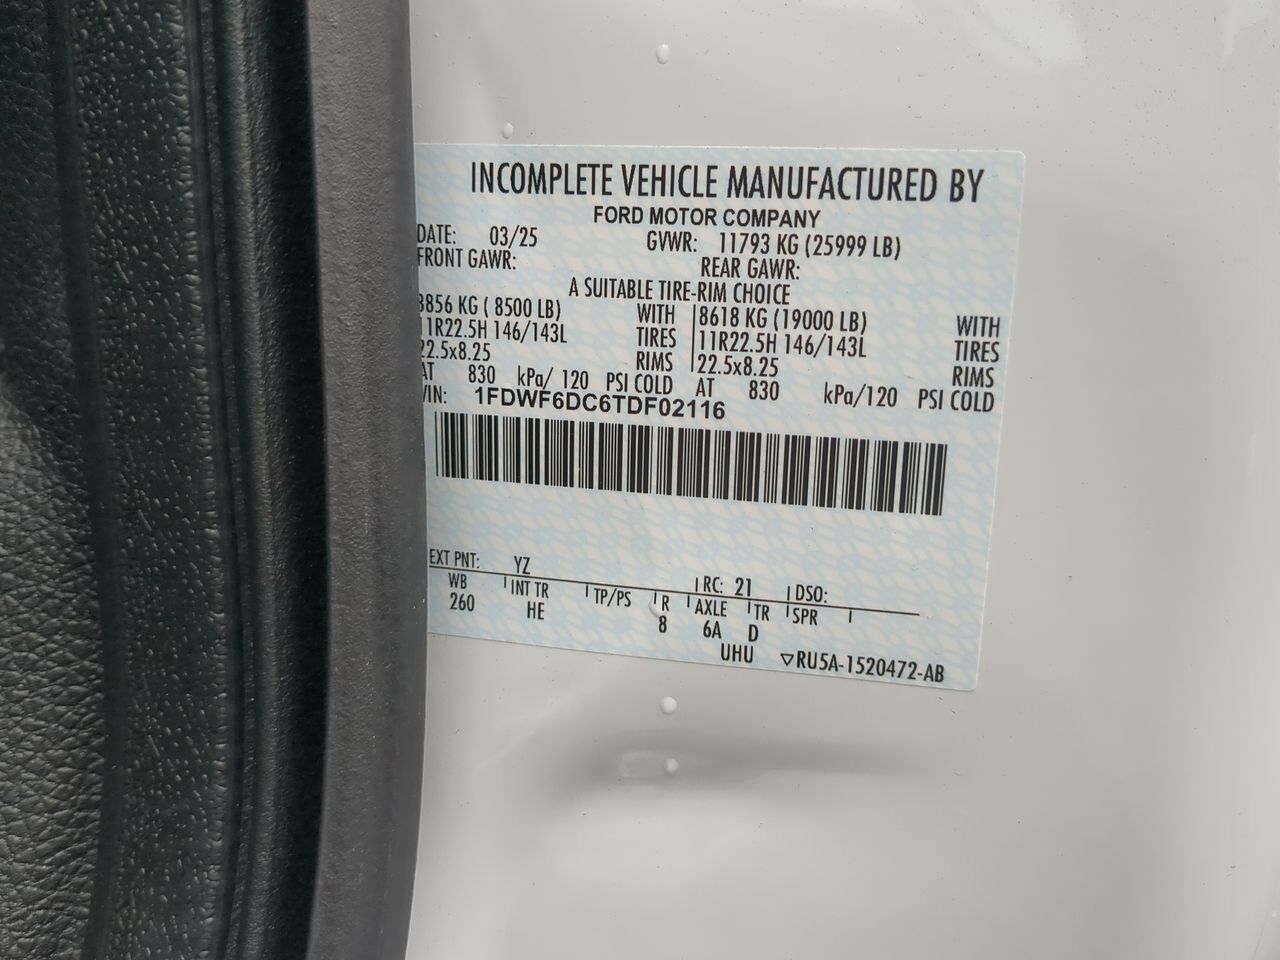 INCOMPLETE VEHICLE MANUFACTURED BY
FORD MOTOR COMPANY
DATE: 03/25 GVWR: 11793 KG (25999 LB)
FRONT GAWR: REAR GAWR:
A SUITABLE TIRE-RIM CHOICE
3856 KG ( 8500 LB) WITH 8618 KG (19000 LB) WITH
11R22.5H 146/143L TIRES 11R22.5H 146/143L TIRES
22.5x8.25 RIMS 22.5x8.25 RIMS
AT 830 kPa/ 120 PSI COLD AT 830 kPa/120 PSI COLD
VIN: 1FDWF6DC6TDF02116
EXT PNT: YZ RC: 21 DSO:
WB INT TR TP/PS R AXLE TR SPR
260 HE 8 6A D
UHU ▽RU5A-1520472-AB